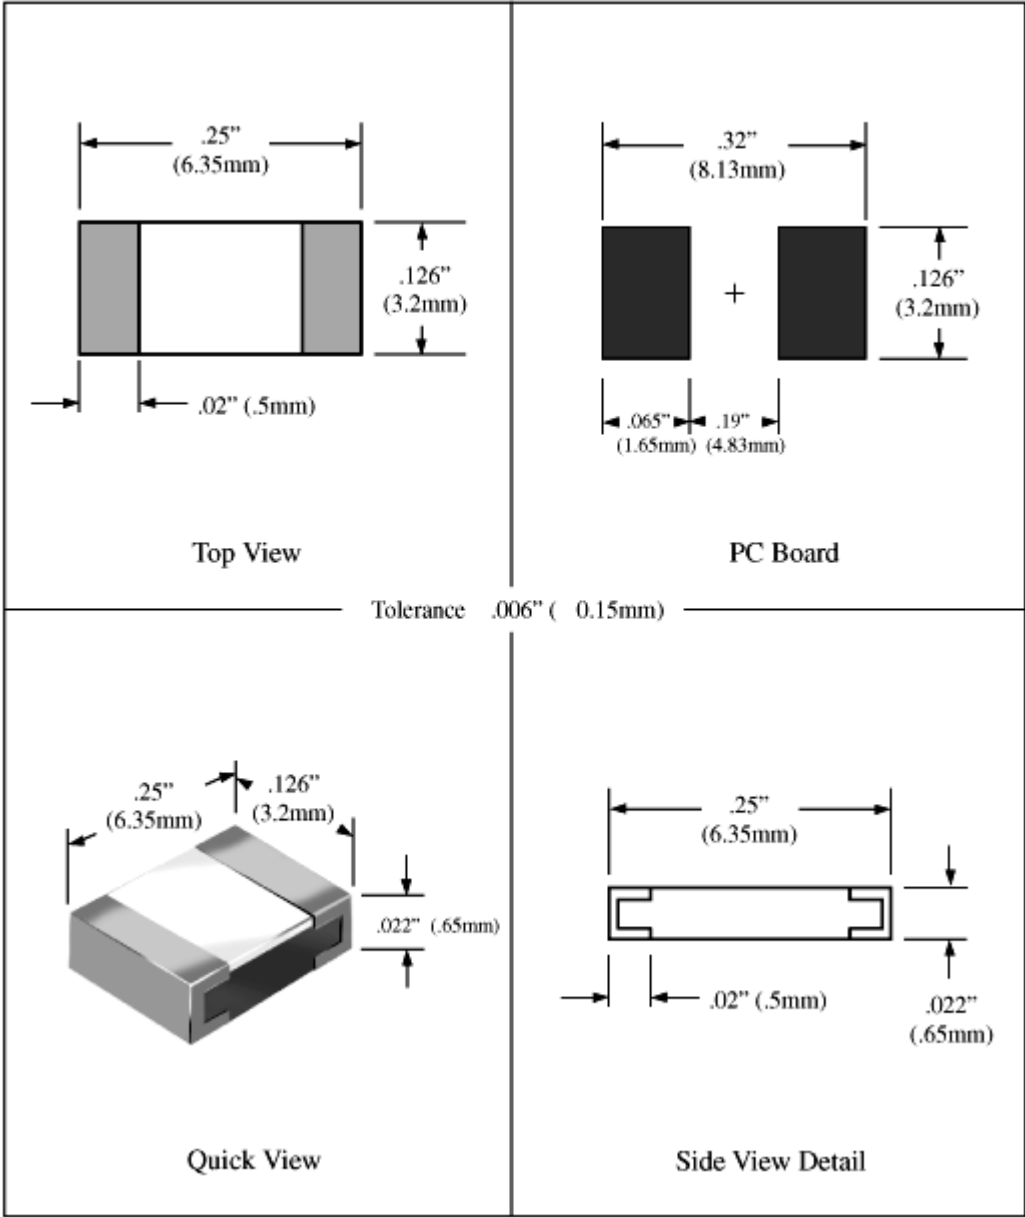 .25”
(6.35mm)
.126”
(3.2mm)
.02” (.5mm)
Top View
.32”
(8.13mm)
.126”
(3.2mm)
.065” .19”
(1.65mm) (4.83mm)
PC Board
Tolerance .006” ( 0.15mm)
.25”
(6.35mm)
.126”
(3.2mm)
.022” (.65mm)
Quick View
.25”
(6.35mm)
.02” (.5mm)
.022”
(.65mm)
Side View Detail